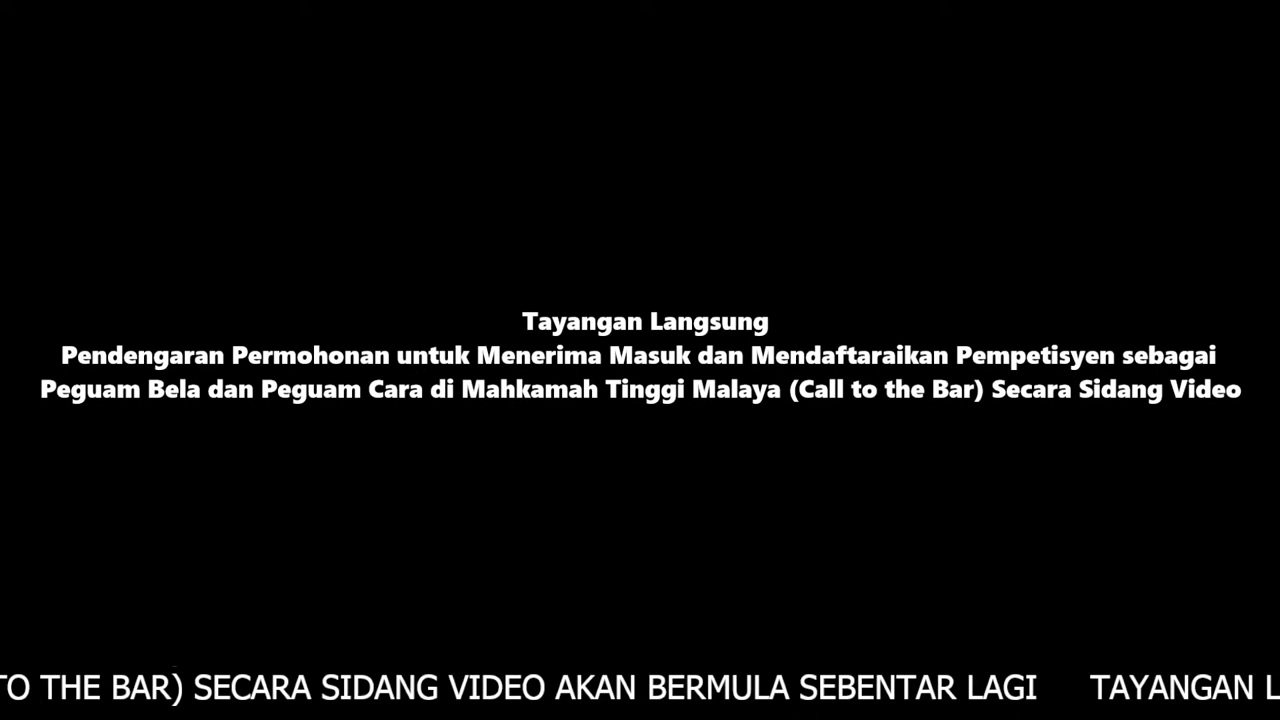 Tayangan Langsung
Pendengaran Permohonan untuk Menerima Masuk dan Mendaftaraikan Pempetisyen sebagai
Peguam Bela dan Peguam Cara di Mahkamah Tinggi Malaya (Call to the Bar) Secara Sidang Video
TO THE BAR) SECARA SIDANG VIDEO AKAN BERMULA SEBENTAR LAGI TAYANGAN L